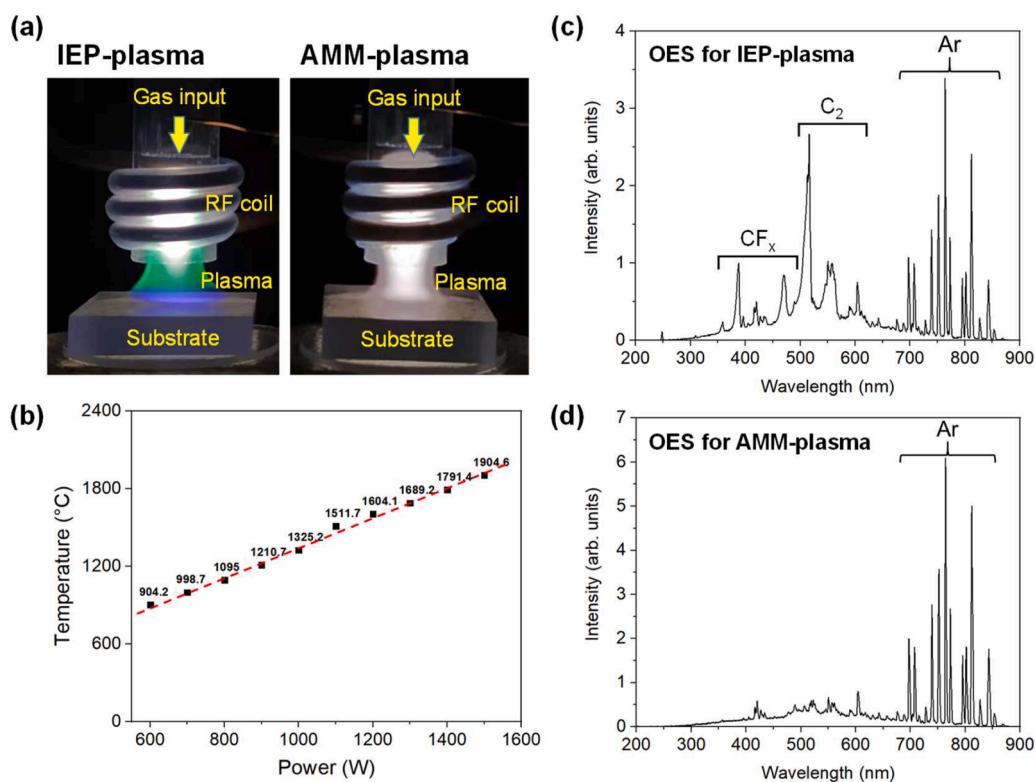 (a)
IEP-plasma
AMM-plasma
Gas input
RF coil
Plasma
Substrate
Gas input
RF coil
Plasma
Substrate
(b)
2400
1800
1200
600
0
Temperature (°C)
904.2
998.7
1095
1210.7
1325.2
1511.7
1604.1
1689.2
1791.4
1904.6
600 800 1000 1200 1400 1600
Power (W)
(c)
OES for IEP-plasma
Ar
C₂
CFₓ
4
3
2
1
0
Intensity (arb. units)
200 300 400 500 600 700 800 900
Wavelength (nm)
(d)
OES for AMM-plasma
Ar
7
6
5
4
3
2
1
0
Intensity (arb. units)
200 300 400 500 600 700 800 900
Wavelength (nm)